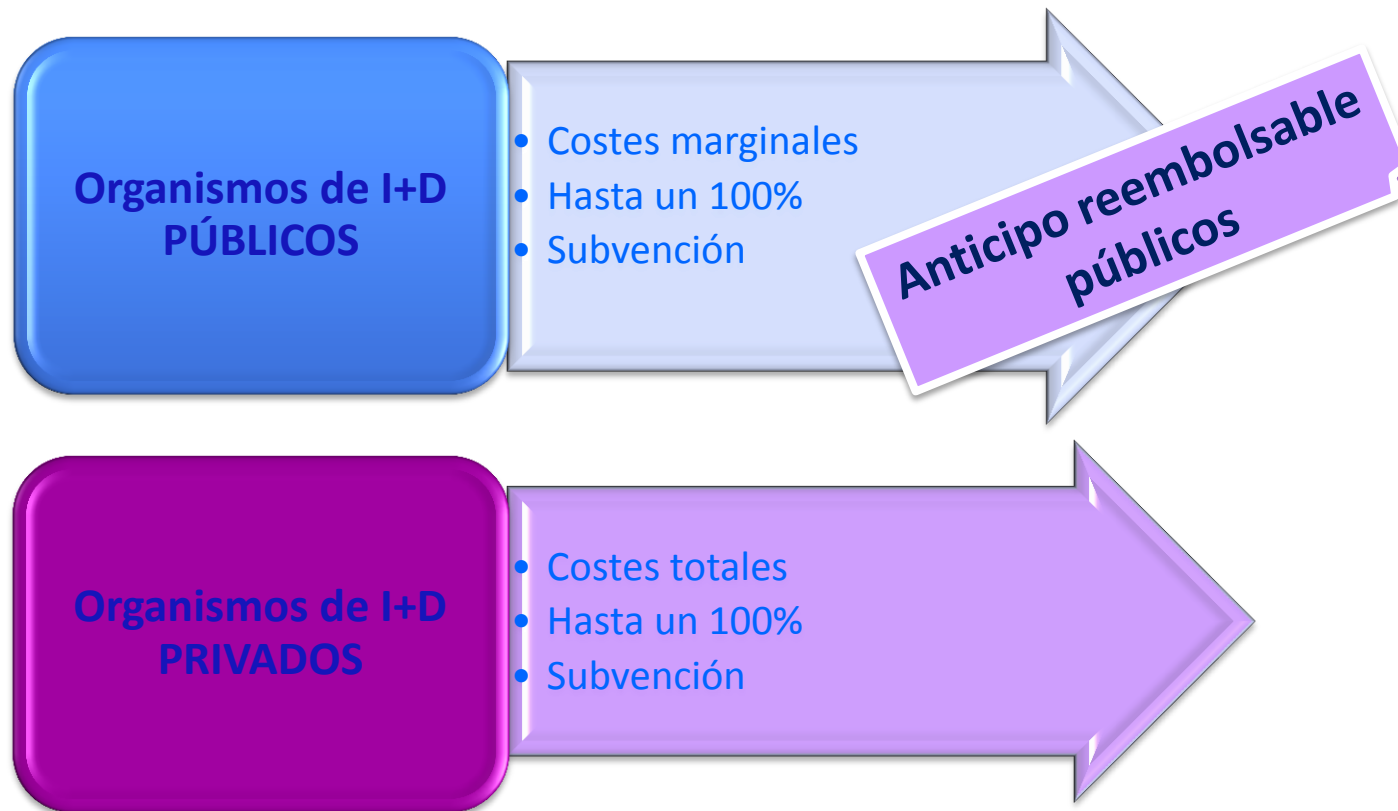 Organismos de I+D
PÚBLICOS
• Costes marginales
• Hasta un 100%
• Subvención
Anticipo reembolsable
públicos
Organismos de I+D
PRIVADOS
• Costes totales
• Hasta un 100%
• Subvención